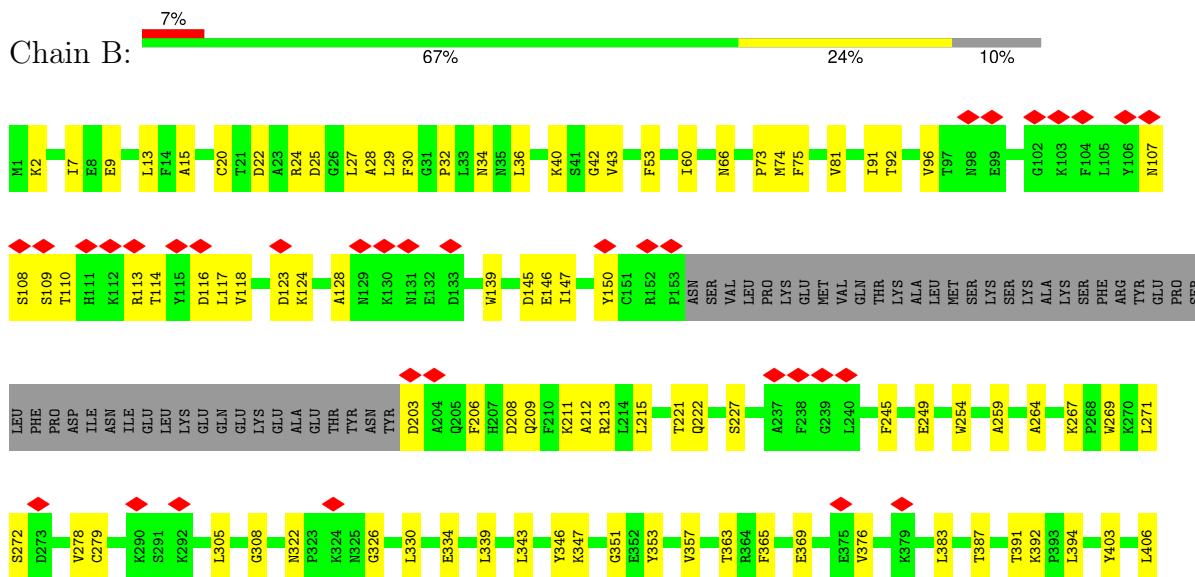 7%
Chain B:
67% 24% 10%
M1 K2 I7 E8 E9 L13 F14 A15 C20 T21 D22 A23 R24 D25 G26 L27 A28 L29 F30 G31 P32 L33 N34 N35 L36 K40 S41 G42 V43 F53 I60 N66 P73 M74 F75 V81 I91 T92 V96 T97 N98 E99 G102 K103 F104 L105 Y106 N107
S108 S109 T110 H111 K112 R113 T114 Y115 D116 L117 V118 D123 K124 A128 N129 K130 N131 E132 D133 W139 D145 E146 I147 Y150 C151 R152 P153 ASN SER VAL LEU PRO LYS GLU MET VAL GLN THR LYS ALA LEU MET SER LYS SER LYS ALA LYS SER PHE ARG TYR GLU PRO SER
LEU PHE PRO ASP ILE ASN ILE GLU LEU LYS GLU GLN GLU LYS GLU ALA GLU THR TYR ASN TYR D203 A204 Q205 F206 H207 D208 Q209 F210 K211 A212 R213 L214 L215 T221 Q222 S227 A237 F238 G239 L240 F245 E249 W254 A259 A264 K267 P268 W269 K270 L271
S272 D273 V278 C279 K290 S291 K292 L305 G308 N322 P323 K324 N325 G326 L330 E334 L339 L343 Y346 K347 G351 E352 Y353 V357 T363 R364 F365 E369 E375 V376 K379 L383 T387 T391 K392 P393 L394 Y403 L406